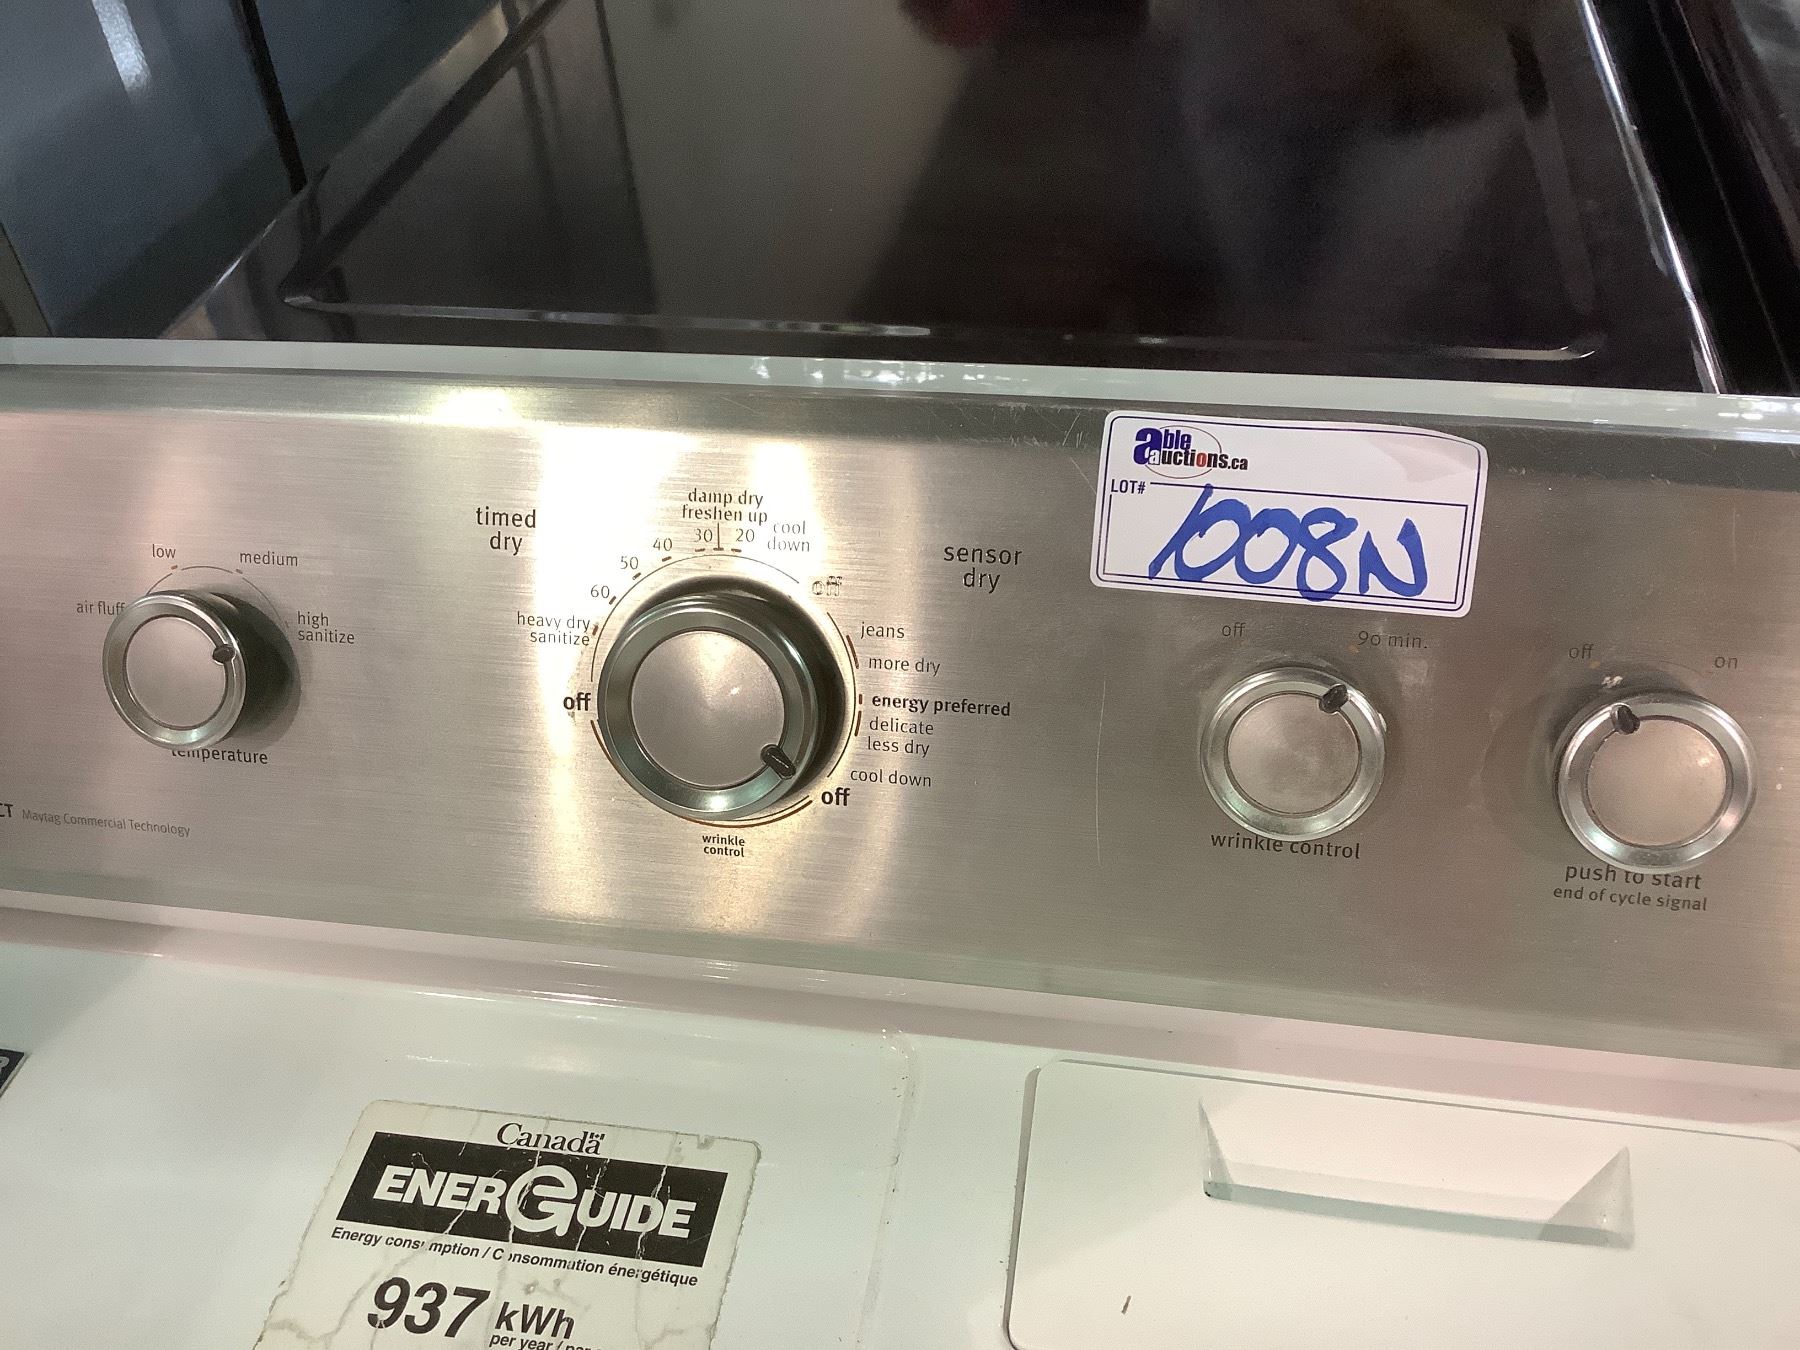 able
auctions.ca
LOT#
1008N
timed
dry
damp dry
freshen up
cool
down
60
50
40
30
20
off
heavy dry
sanitize
off
sensor
dry
jeans
more dry
energy preferred
delicate
less dry
cool down
off
wrinkle
control
low
medium
air fluff
high
sanitize
temperature
CT Maytag Commercial Technology
off
90 min.
wrinkle control
off
on
push to start
end of cycle signal
Canada
ENERGUIDE
Energy consumption / Consommation énergétique
937 kWh
per year /